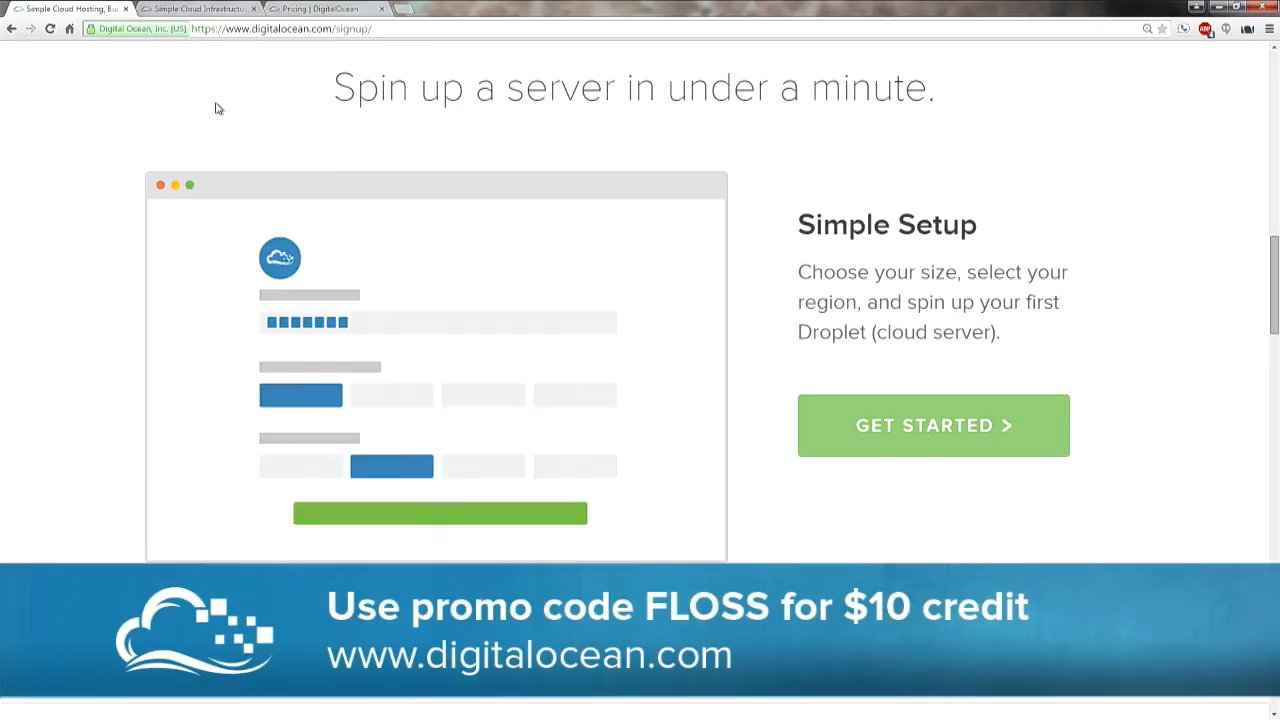 Simple Cloud Hosting, Bui
Simple Cloud Infrastructur
Pricing | DigitalOcean
Digital Ocean, Inc. [US]
https://www.digitalocean.com/signup/
Spin up a server in under a minute.
Simple Setup
Choose your size, select your
region, and spin up your first
Droplet (cloud server).
GET STARTED >
Use promo code FLOSS for $10 credit
www.digitalocean.com